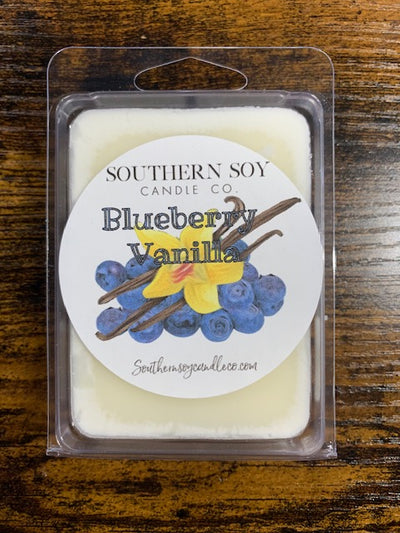 SOUTHERN SOY
CANDLE CO.
Blueberry
Vanilla
Southernsoycandleco.com